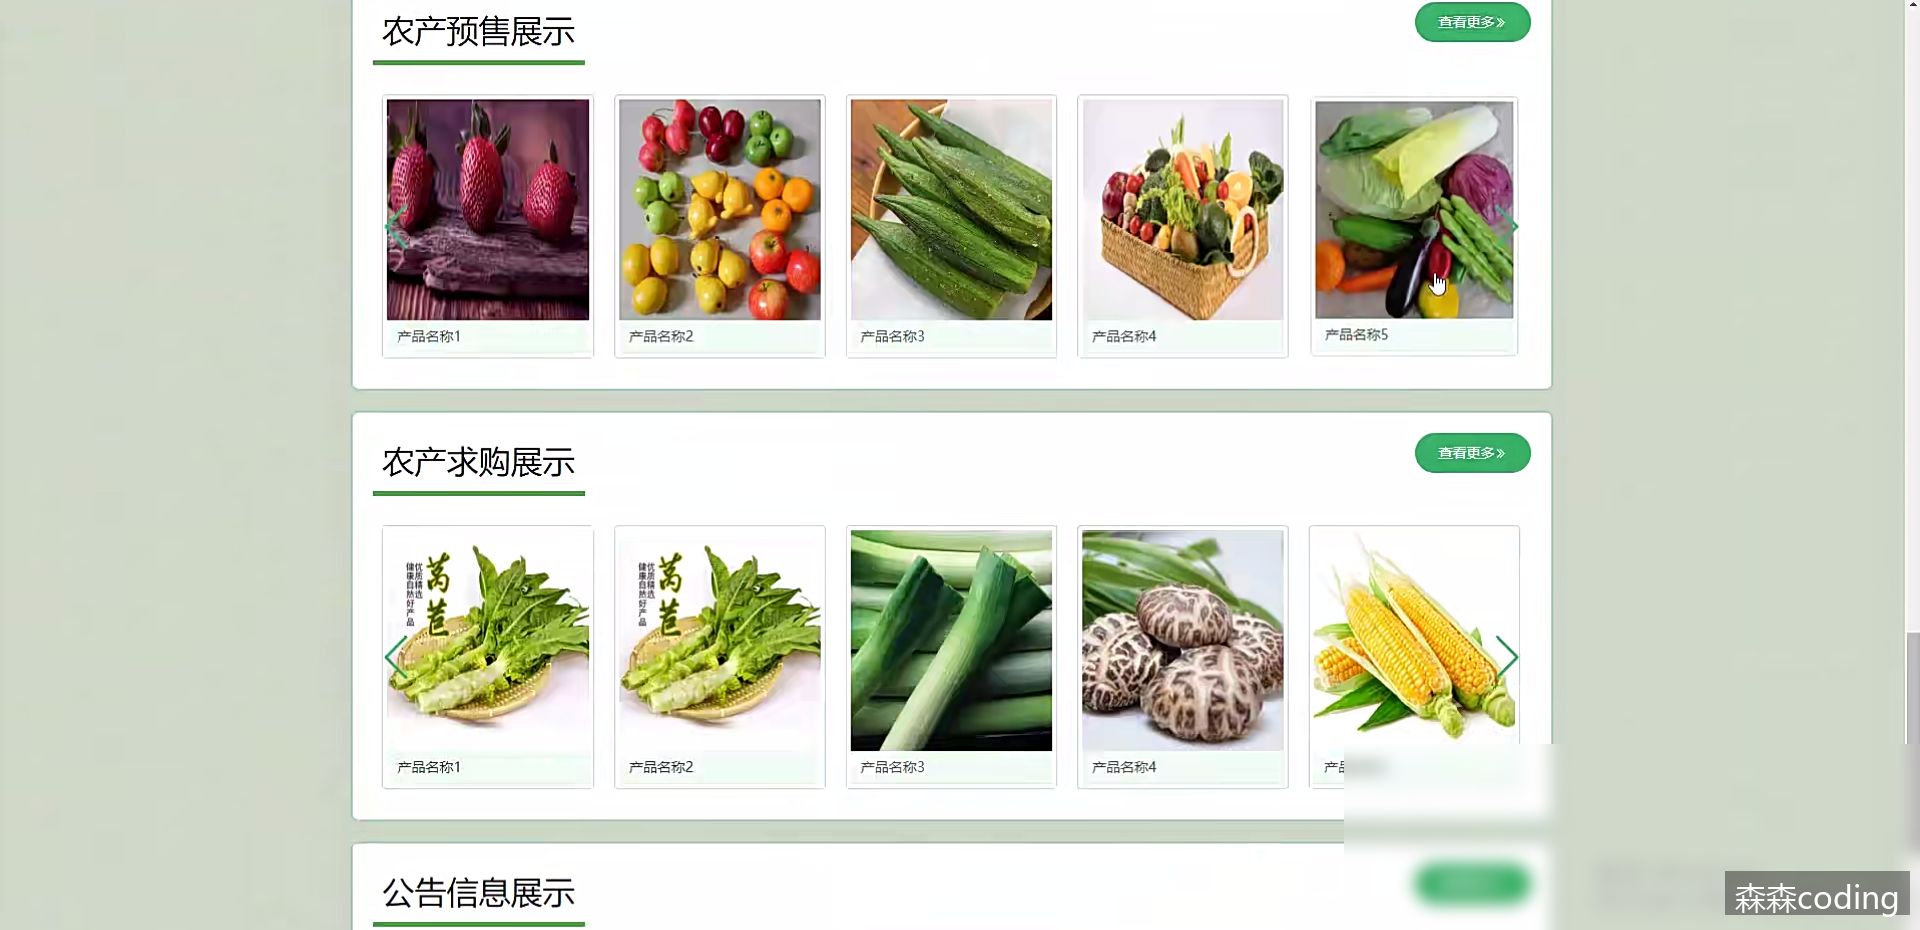 农产预售展示
查看更多»
产品名称1
产品名称2
产品名称3
产品名称4
产品名称5
农产求购展示
查看更多»
莴苣
优质精选
健康自然好产品
莴苣
优质精选
健康自然好产品
产品名称1
产品名称2
产品名称3
产品名称4
产
公告信息展示
森森coding